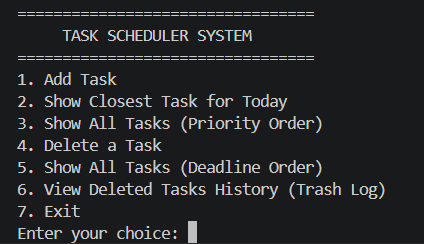 =================================
TASK SCHEDULER SYSTEM
=================================
1. Add Task
2. Show Closest Task for Today
3. Show All Tasks (Priority Order)
4. Delete a Task
5. Show All Tasks (Deadline Order)
6. View Deleted Tasks History (Trash Log)
7. Exit
Enter your choice: